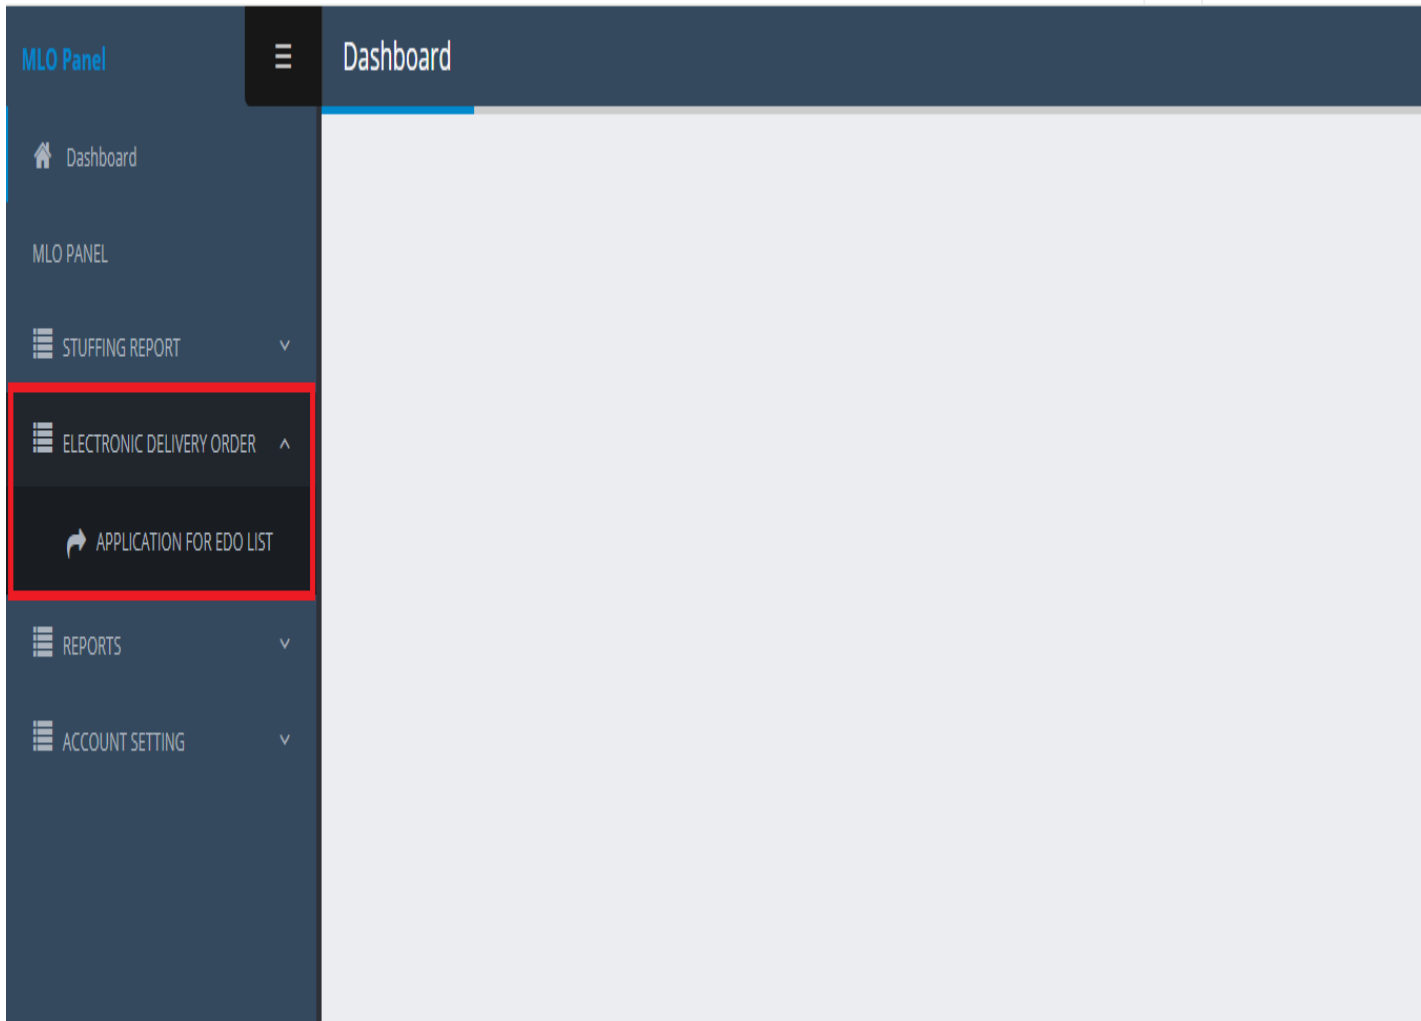 MLO Panel
Dashboard
Dashboard
MLO PANEL
STUFFING REPORT
ELECTRONIC DELIVERY ORDER
APPLICATION FOR EDO LIST
REPORTS
ACCOUNT SETTING